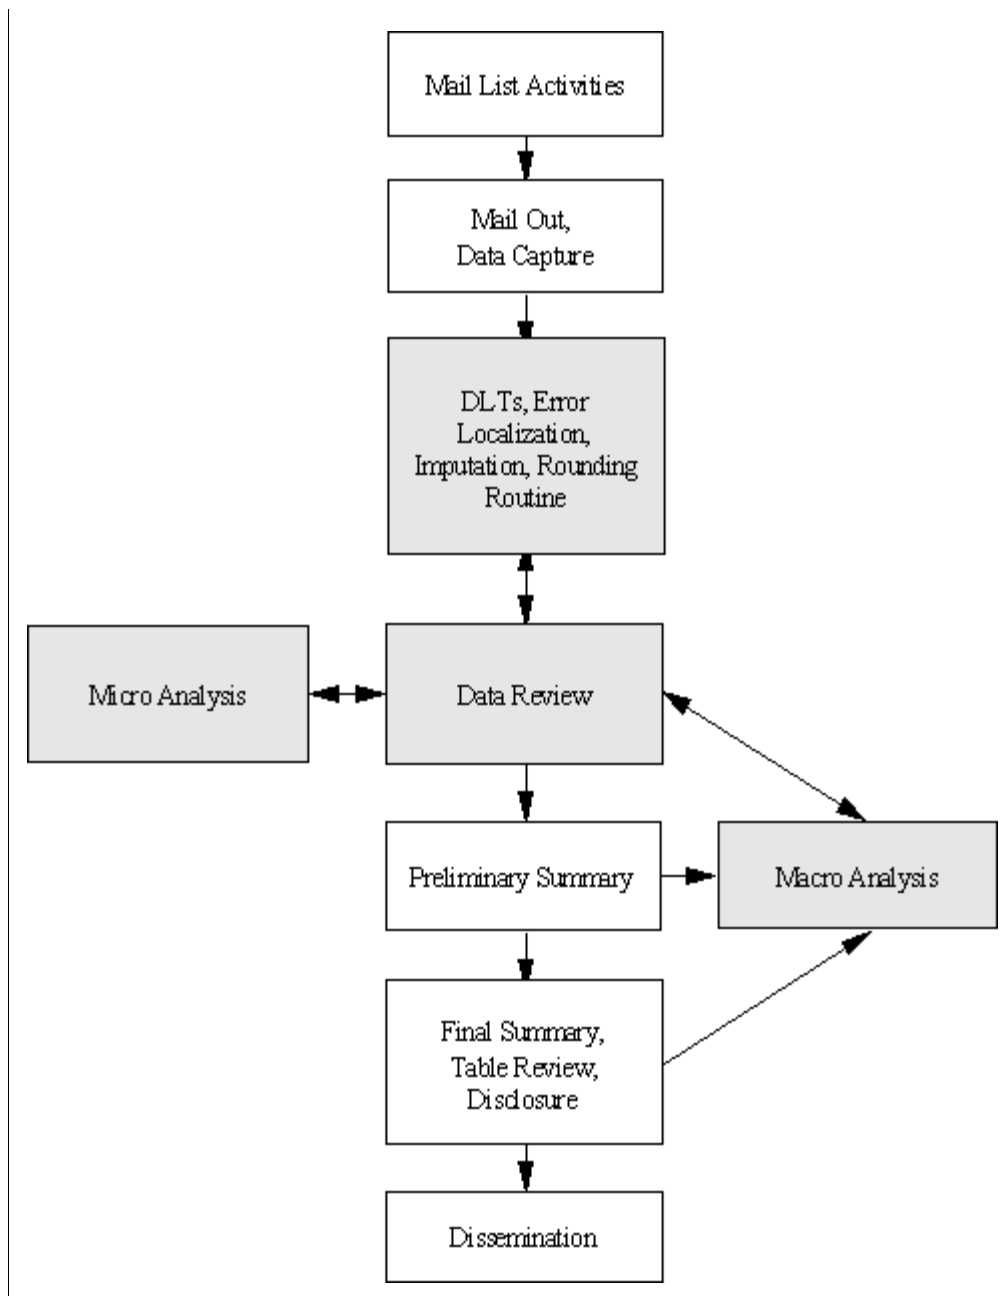 Mail List Activities
Mail Out,
Data Capture
DLTs, Error
Localization,
Imputation, Rounding
Routine
Micro Analysis
Data Review
Preliminary Summary
Macro Analysis
Final Summary,
Table Review,
Disclosure
Dissemination